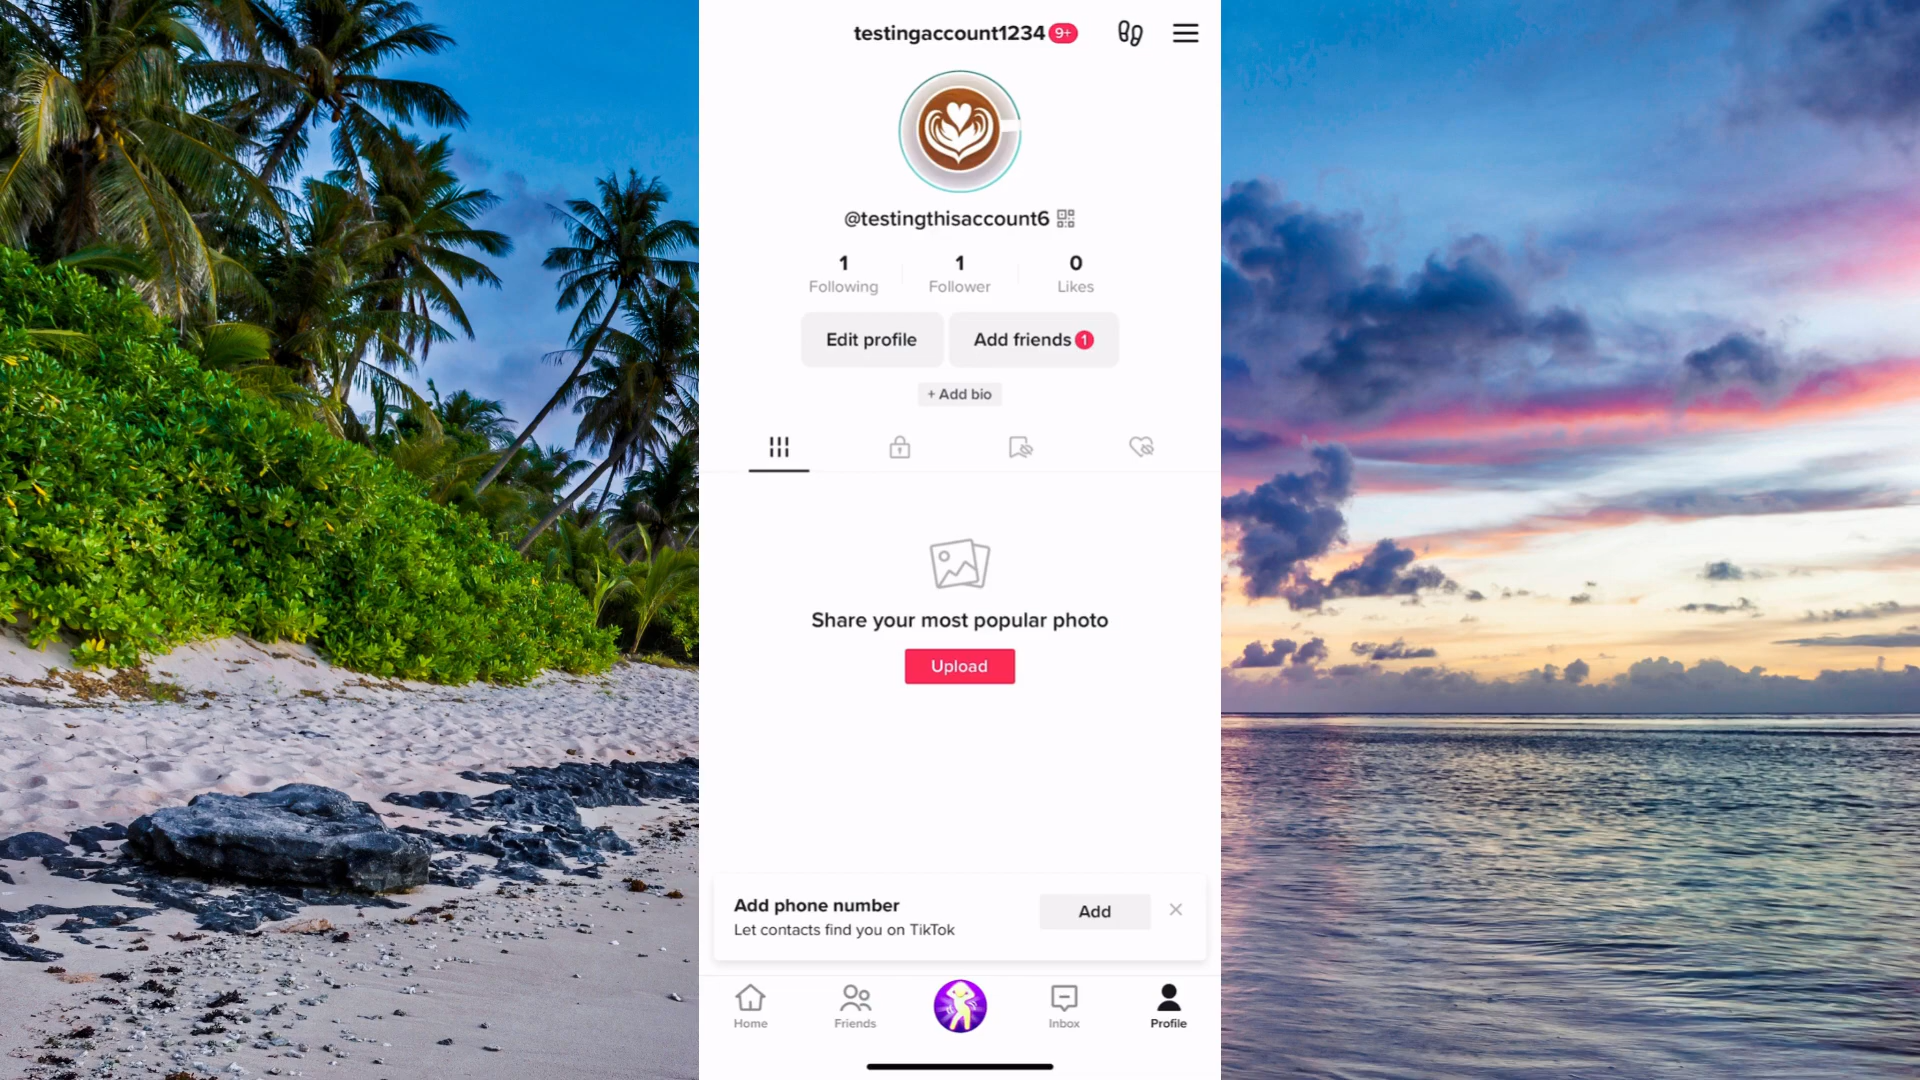 testingaccount1234 9+
@testingthisaccount6
1 1 0
Following Follower Likes
Edit profile Add friends 1
+ Add bio
Share your most popular photo
Upload
Add phone number
Let contacts find you on TikTok
Add
Home Friends Inbox Profile